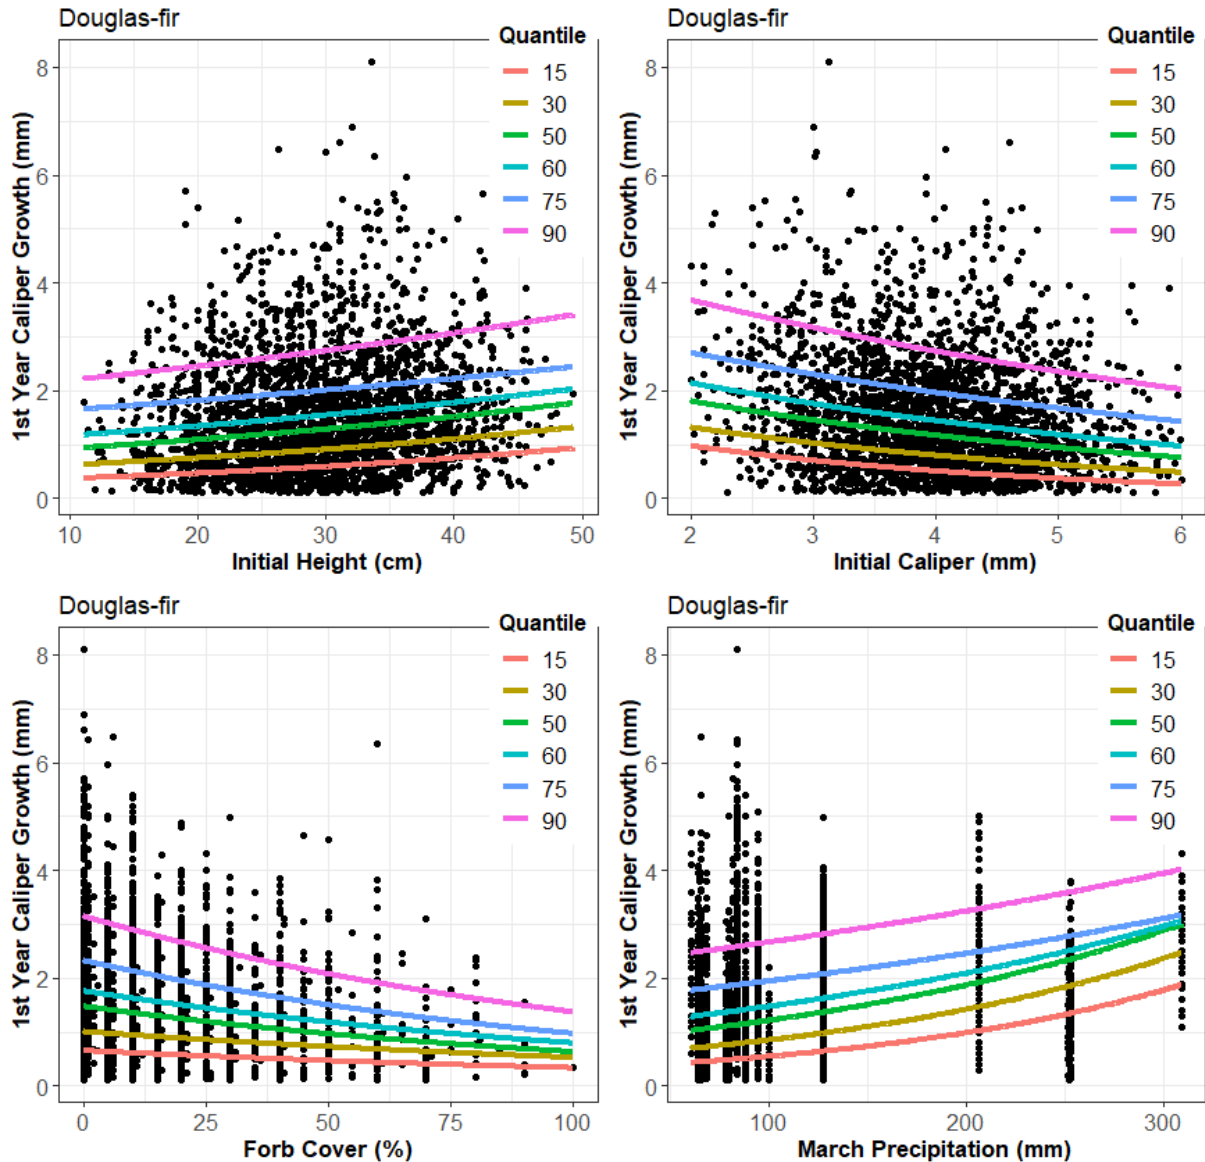 Douglas-fir
Quantile
15
30
50
60
75
90
8
6
4
2
0
1st Year Caliper Growth (mm)
10 20 30 40 50
Initial Height (cm)
Douglas-fir
Quantile
15
30
50
60
75
90
8
6
4
2
0
1st Year Caliper Growth (mm)
2 3 4 5 6
Initial Caliper (mm)
Douglas-fir
Quantile
15
30
50
60
75
90
8
6
4
2
0
1st Year Caliper Growth (mm)
0 25 50 75 100
Forb Cover (%)
Douglas-fir
Quantile
15
30
50
60
75
90
8
6
4
2
0
1st Year Caliper Growth (mm)
100 200 300
March Precipitation (mm)